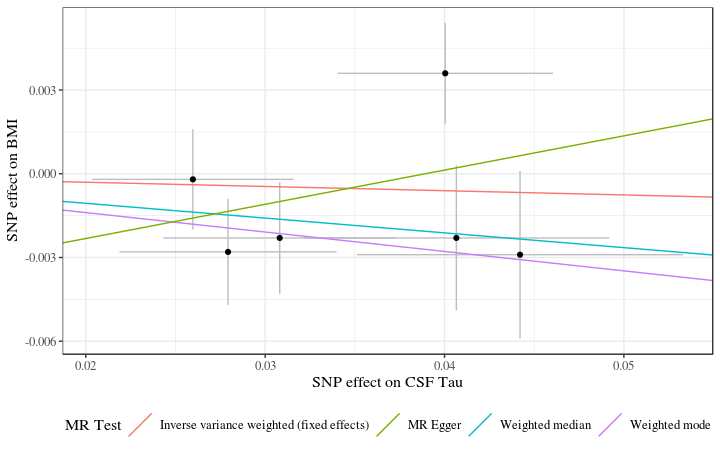 SNP effect on BMI
0.003
0.000
-0.003
-0.006
0.02 0.03 0.04 0.05
SNP effect on CSF Tau
MR Test Inverse variance weighted (fixed effects) MR Egger Weighted median Weighted mode